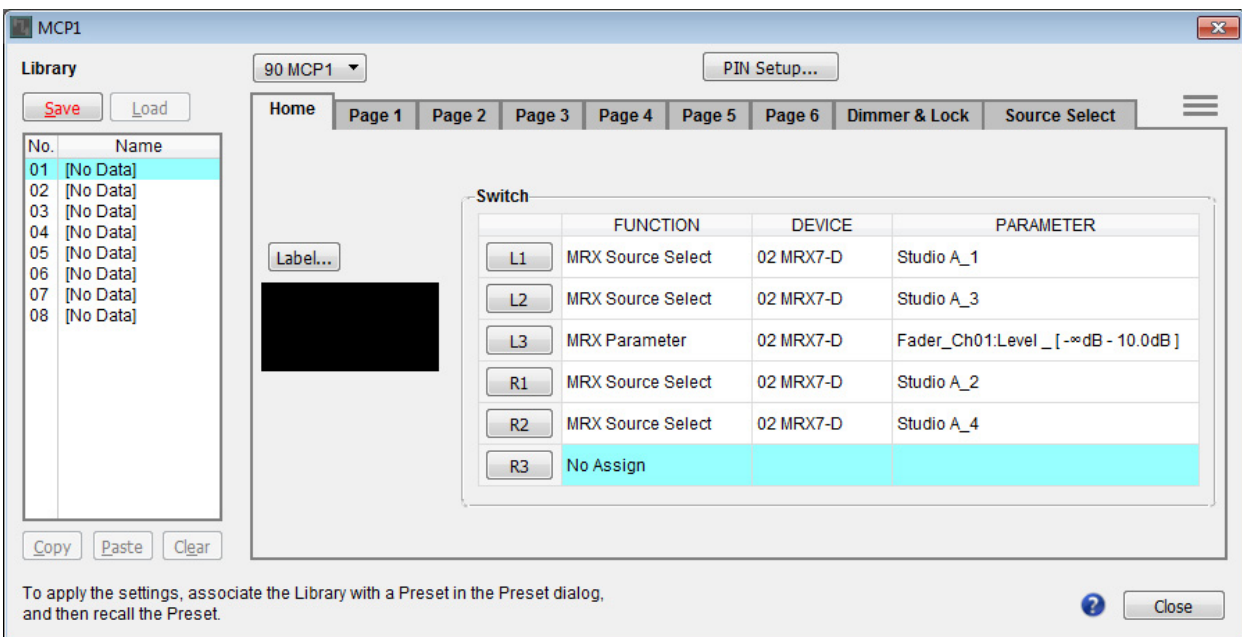 MCP1
Library
90 MCP1
PIN Setup...
Save Load
Home Page 1 Page 2 Page 3 Page 4 Page 5 Page 6 Dimmer & Lock Source Select
No. Name
01 [No Data]
02 [No Data]
03 [No Data]
04 [No Data]
05 [No Data]
06 [No Data]
07 [No Data]
08 [No Data]
Copy Paste Clear
Label...
Switch
FUNCTION DEVICE PARAMETER
L1 MRX Source Select 02 MRX7-D Studio A_1
L2 MRX Source Select 02 MRX7-D Studio A_3
L3 MRX Parameter 02 MRX7-D Fader_Ch01:Level _ [ -∞dB - 10.0dB ]
R1 MRX Source Select 02 MRX7-D Studio A_2
R2 MRX Source Select 02 MRX7-D Studio A_4
R3 No Assign
To apply the settings, associate the Library with a Preset in the Preset dialog,
and then recall the Preset.
? Close